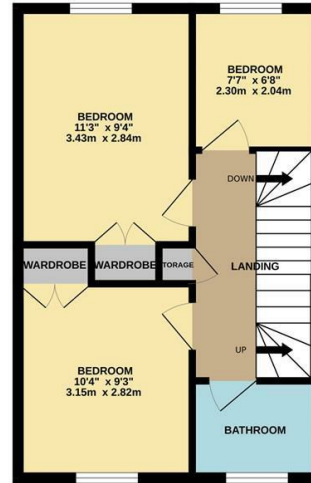 BEDROOM
11'3" x 9'4"
3.43m x 2.84m
BEDROOM
7'7" x 6'8"
2.30m x 2.04m
DOWN
WARDROBE
WARDROBE
TORAGE
LANDING
UP
BEDROOM
10'4" x 9'3"
3.15m x 2.82m
BATHROOM